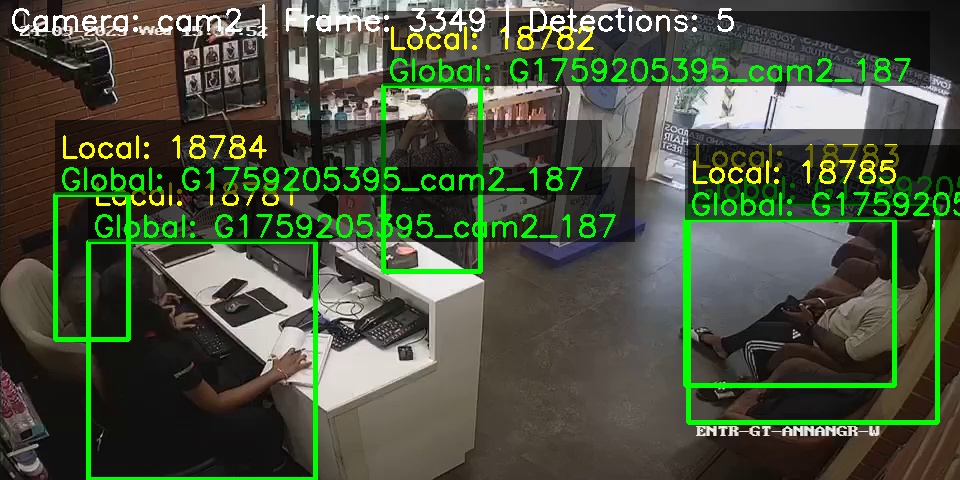 Camera: cam2 | Frame: 3349 | Detections: 5
Local: 18782
Global: G1759205395_cam2_187
Local: 18784
Global: G1759205395_cam2_187
Local: 18781
Global: G1759205395_cam2_187
Local: 18783
Local: 18785
Global: G1759205
ENTR-GT-ANNANGR-W